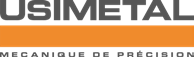 USIMETAL
MECANIQUE DE PRÉCISION